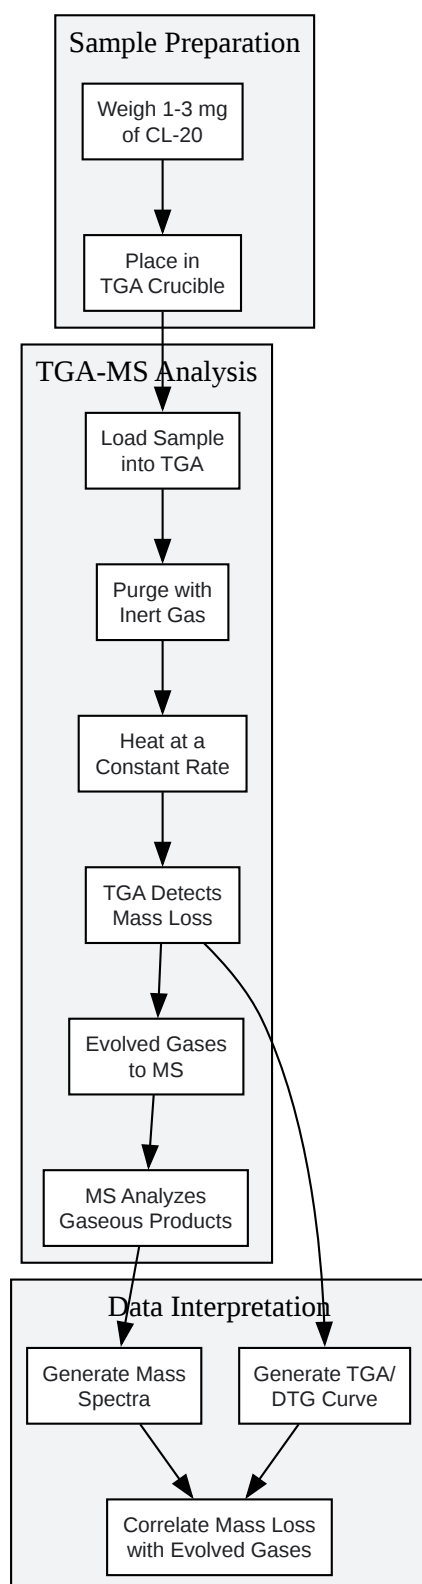 Sample Preparation
Weigh 1-3 mg
of CL-20
Place in
TGA Crucible
TGA-MS Analysis
Load Sample
into TGA
Purge with
Inert Gas
Heat at a
Constant Rate
TGA Detects
Mass Loss
Evolved Gases
to MS
MS Analyzes
Gaseous Products
Data Interpretation
Generate Mass
Spectra
Generate TGA/
DTG Curve
Correlate Mass Loss
with Evolved Gases